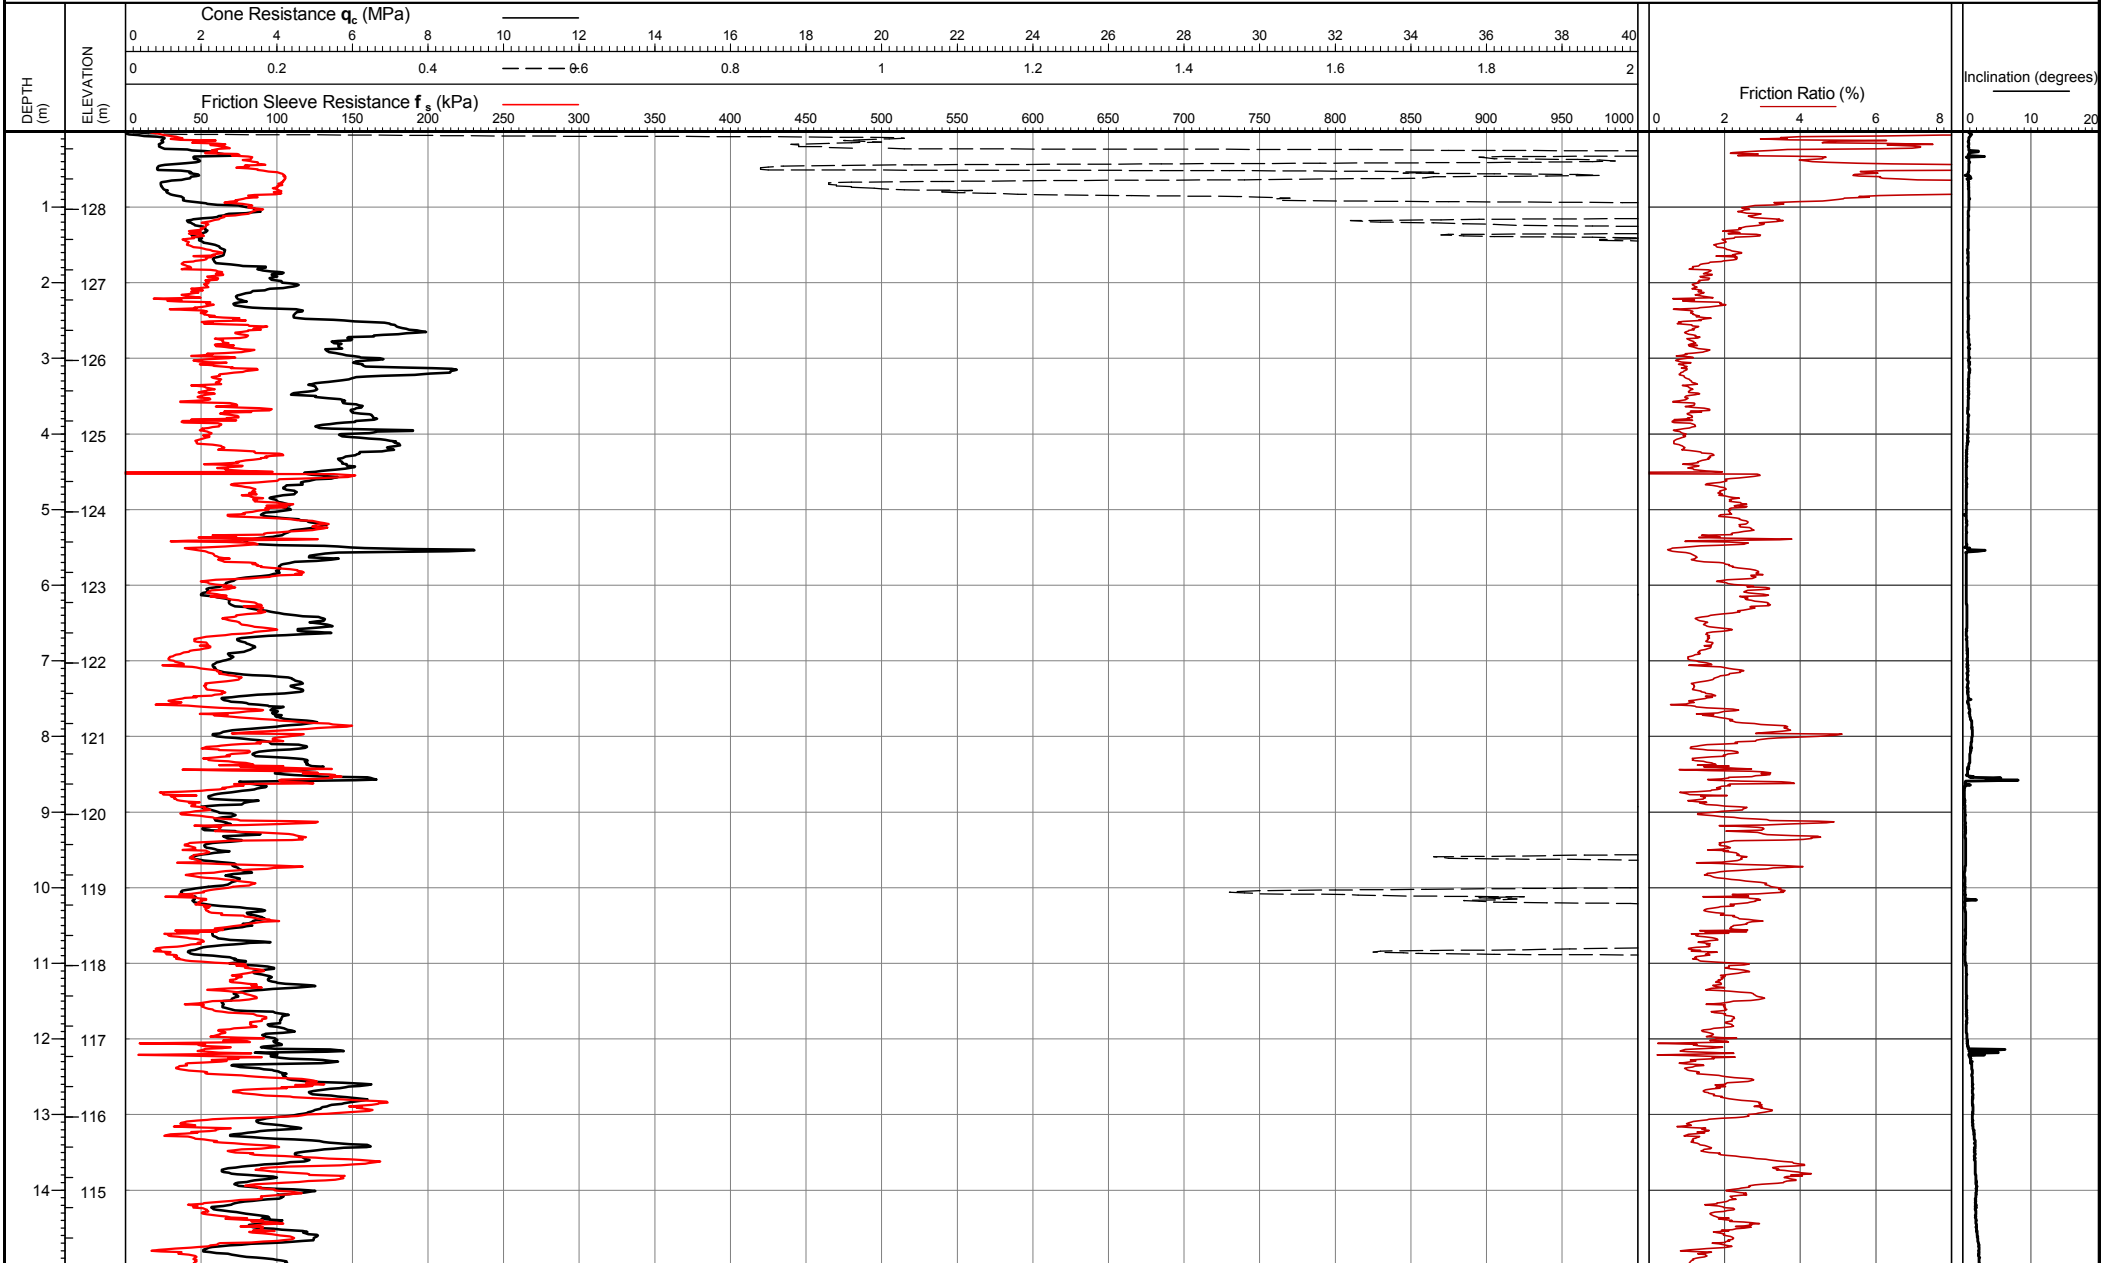 Cone Resistance qc (MPa)
0 2 4 6 8 10 12 14 16 18 20 22 24 26 28 30 32 34 36 38 40
0 0.2 0.4 0.6 0.8 1 1.2 1.4 1.6 1.8 2
Friction Sleeve Resistance fs (kPa)
0 50 100 150 200 250 300 350 400 450 500 550 600 650 700 750 800 850 900 950 1000
DEPTH
(m)
ELEVATION
(m)
Friction Ratio (%)
0 2 4 6 8
Inclination (degrees)
0 10 20
1 128
2 127
3 126
4 125
5 124
6 123
7 122
8 121
9 120
10 119
11 118
12 117
13 116
14 115